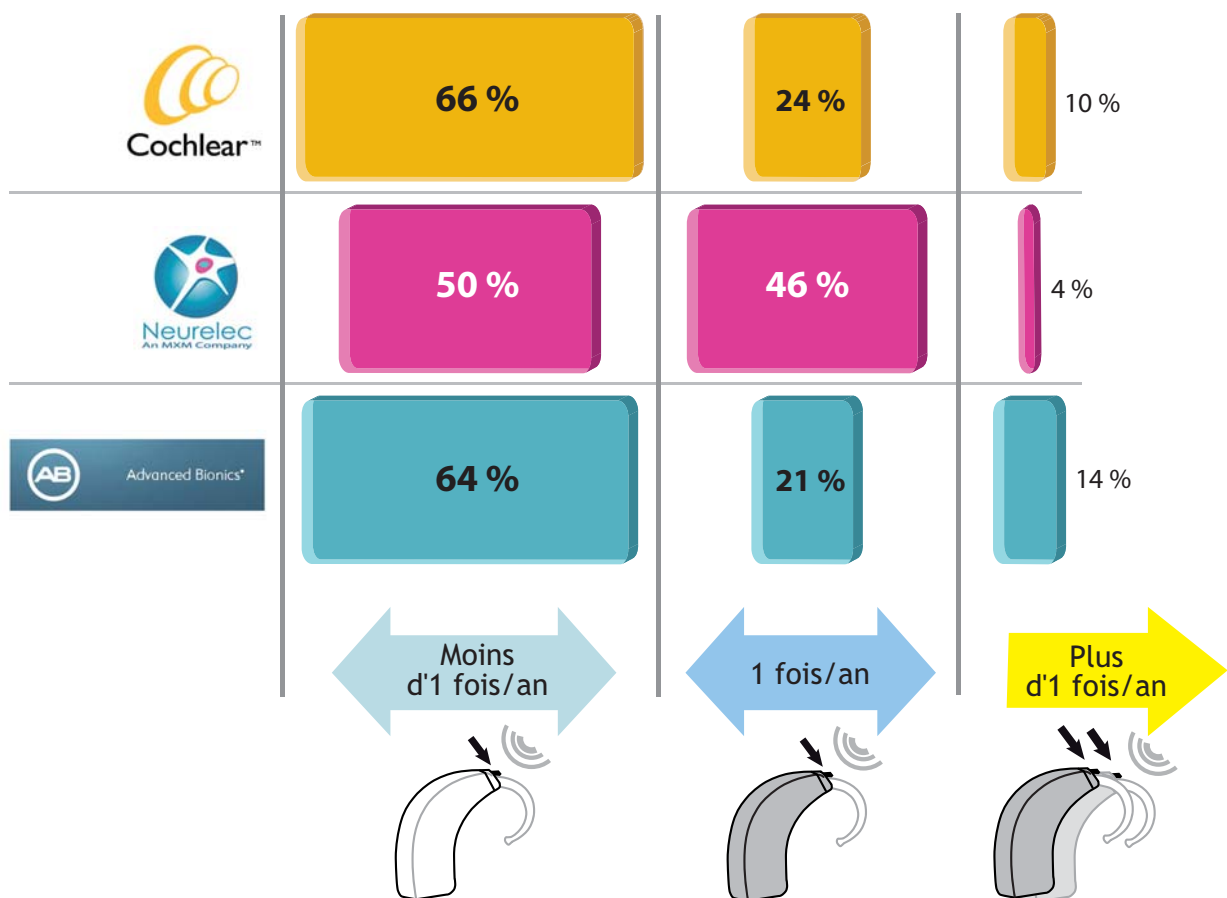 66 %
24 %
10 %
Cochlear™
50 %
46 %
4 %
Neurelec
An MXM Company
64 %
21 %
14 %
AB
Advanced Bionics®
Moins
d'1 fois/an
1 fois/an
Plus
d'1 fois/an